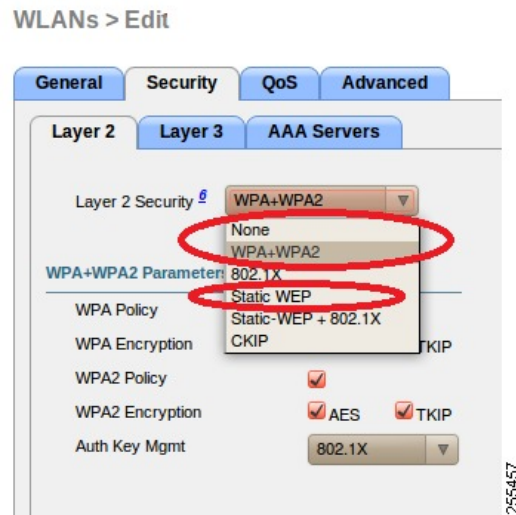 WLANs > Edit
General Security QoS Advanced
Layer 2 Layer 3 AAA Servers
Layer 2 Security 6 WPA+WPA2
None
WPA+WPA2
802.1X
Static WEP
Static-WEP + 802.1X
CKIP
WPA+WPA2 Parameters
WPA Policy
WPA Encryption TKIP
WPA2 Policy
WPA2 Encryption AES TKIP
Auth Key Mgmt 802.1X
255457